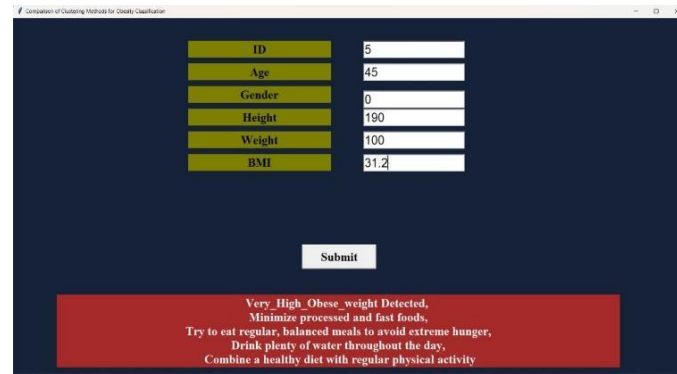 Comparison of Clustering Methods for Obesity Classification
ID 5
Age 45
Gender 0
Height 190
Weight 100
BMI 31.2
Submit
Very_High_Obese_weight Detected,
Minimize processed and fast foods,
Try to eat regular, balanced meals to avoid extreme hunger,
Drink plenty of water throughout the day,
Combine a healthy diet with regular physical activity